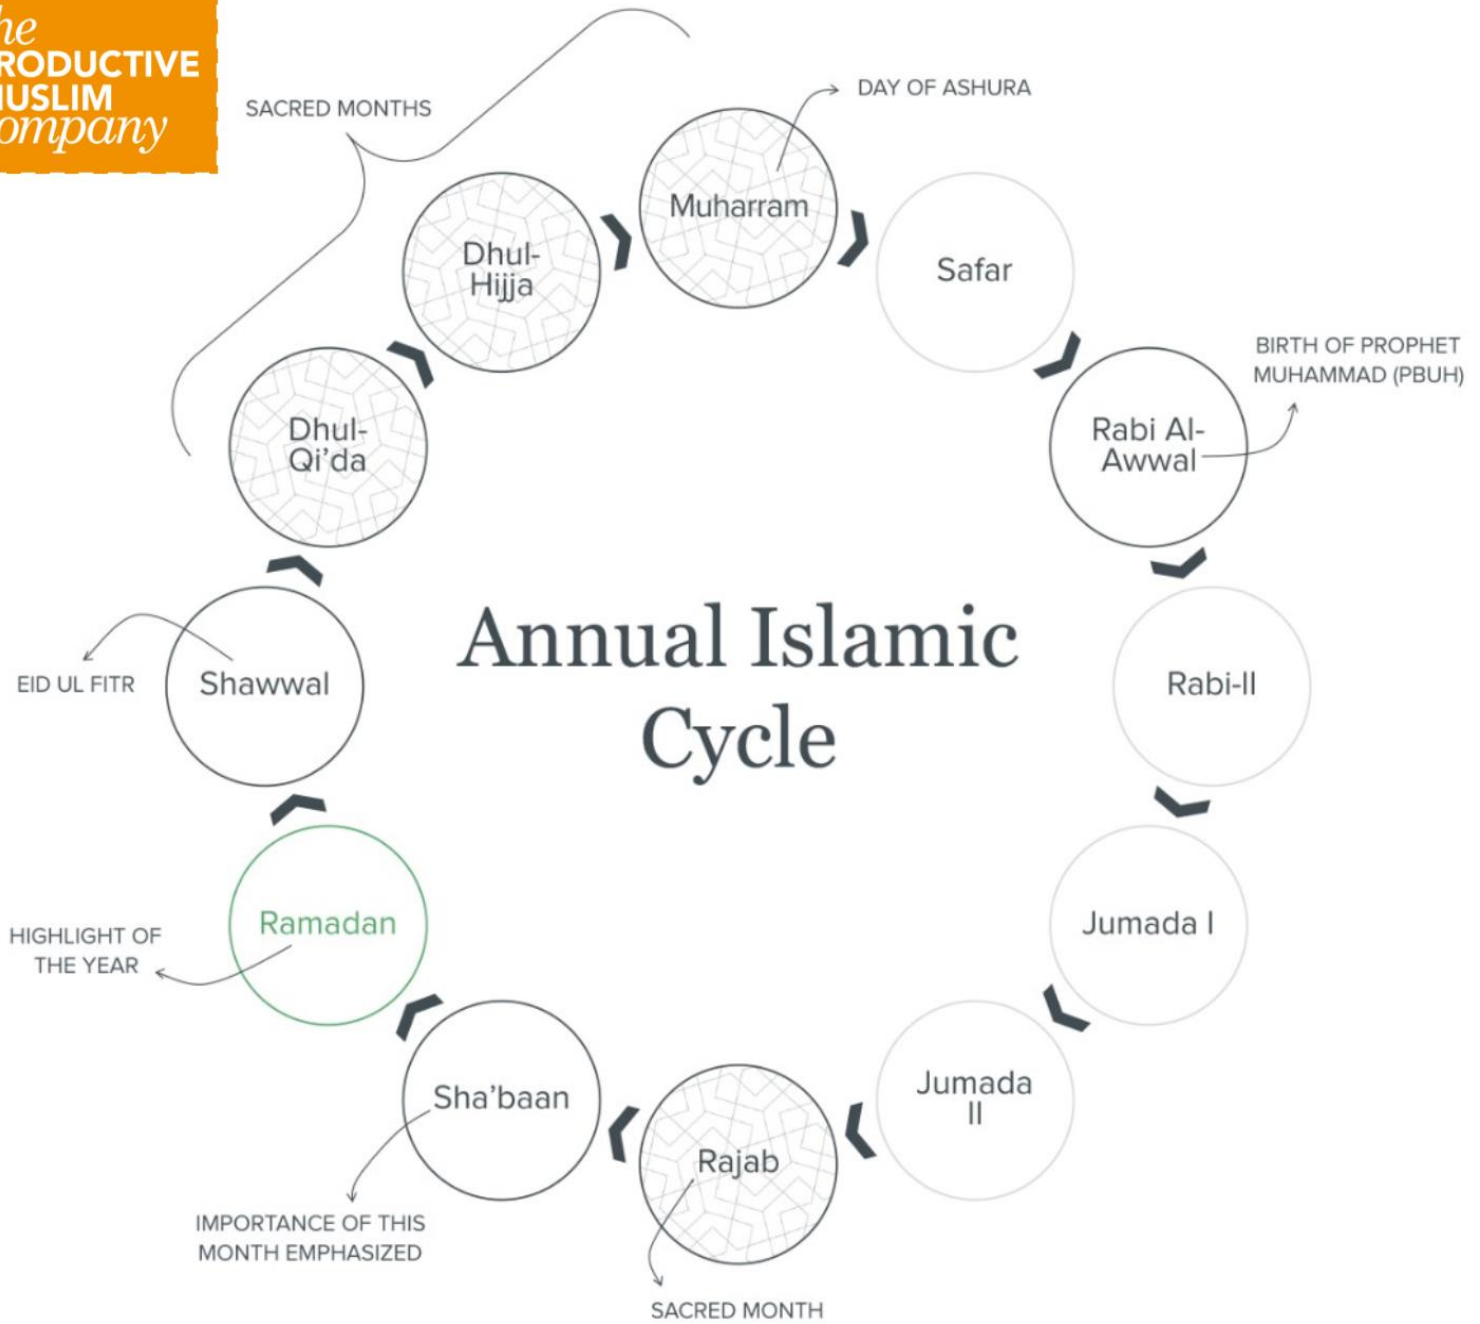 he
RODUCTIVE
USLIM
ompany
SACRED MONTHS
DAY OF ASHURA
Muharram
Dhul-
Hijja
Safar
BIRTH OF PROPHET
MUHAMMAD (PBUH)
Dhul-
Qi'da
Rabi Al-
Awwal
Annual Islamic
Cycle
EID UL FITR
Shawwal
Rabi-II
Ramadan
HIGHLIGHT OF
THE YEAR
Jumada I
Sha'baan
Jumada
II
Rajab
IMPORTANCE OF THIS
MONTH EMPHASIZED
SACRED MONTH